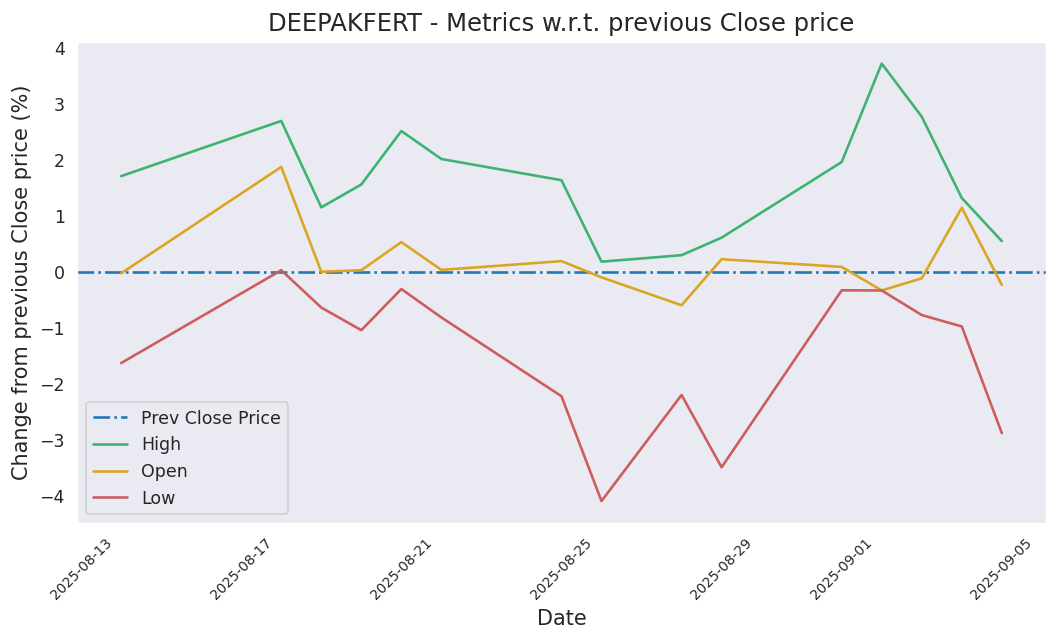 DEEPAKFERT - Metrics w.r.t. previous Close price
Change from previous Close price (%)
4
3
2
1
0
−1
−2
−3
−4
Prev Close Price
High
Open
Low
2025-08-13
2025-08-17
2025-08-21
2025-08-25
2025-08-29
2025-09-01
2025-09-05
Date